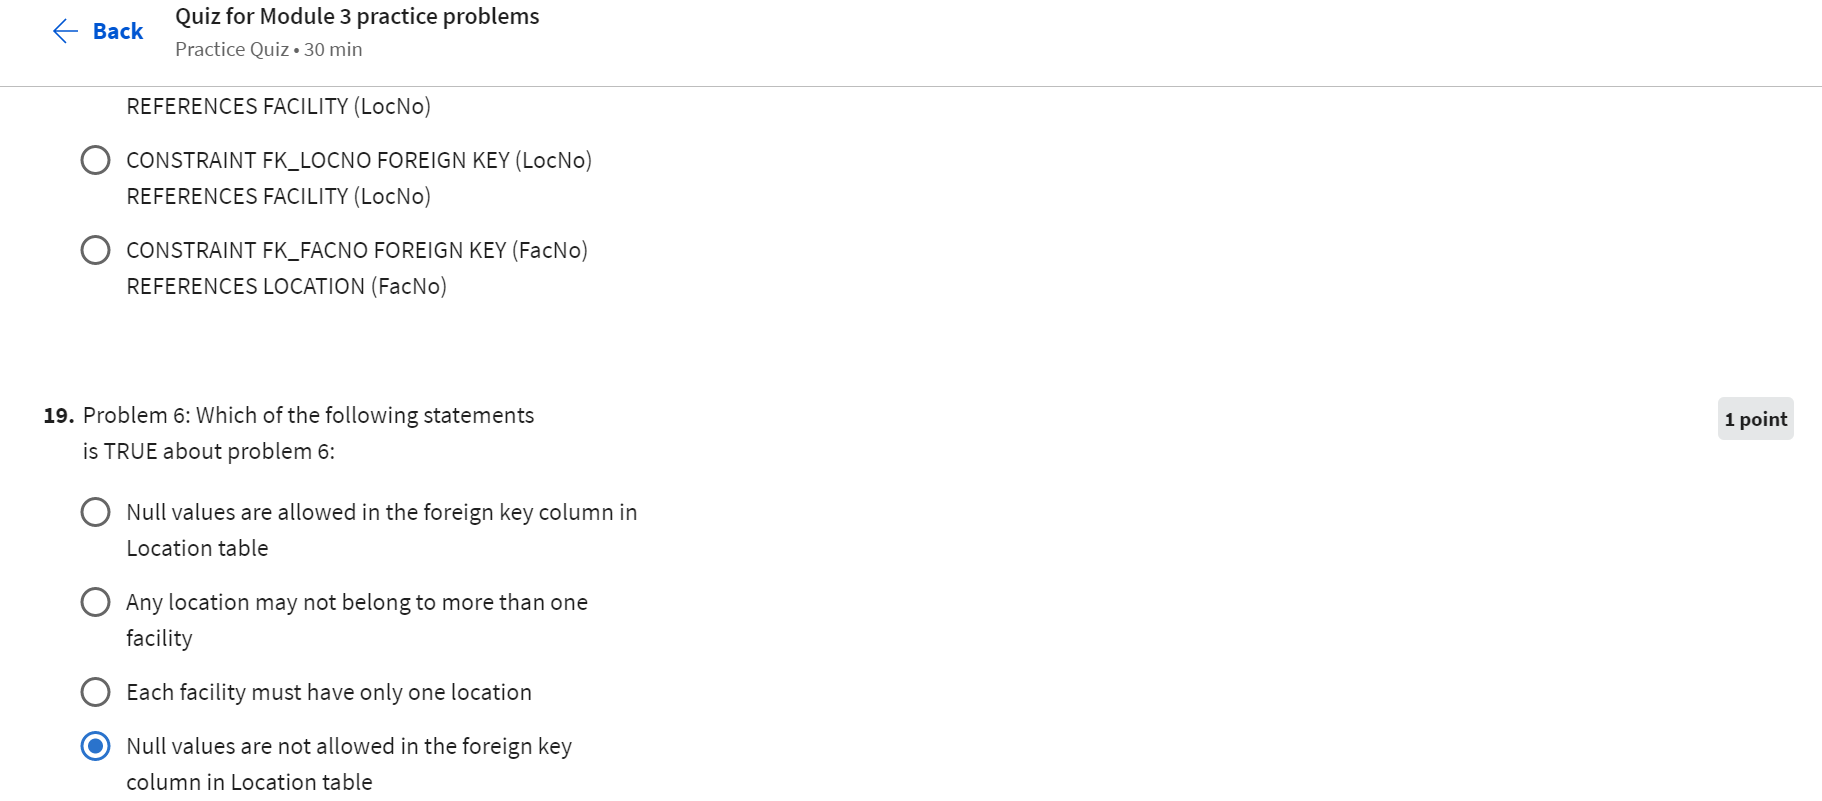 Back
Quiz for Module 3 practice problems
Practice Quiz • 30 min
REFERENCES FACILITY (LocNo)
CONSTRAINT FK_LOCNO FOREIGN KEY (LocNo)
REFERENCES FACILITY (LocNo)
CONSTRAINT FK_FACNO FOREIGN KEY (FacNo)
REFERENCES LOCATION (FacNo)
19. Problem 6: Which of the following statements
is TRUE about problem 6:
1 point
Null values are allowed in the foreign key column in
Location table
Any location may not belong to more than one
facility
Each facility must have only one location
Null values are not allowed in the foreign key
column in Location table